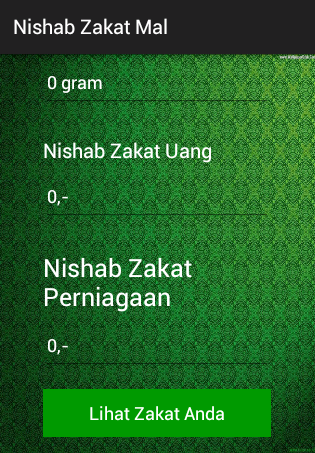 Nishab Zakat Mal
0 gram
Nishab Zakat Uang
0,-
Nishab Zakat
Perniagaan
0,-
Lihat Zakat Anda